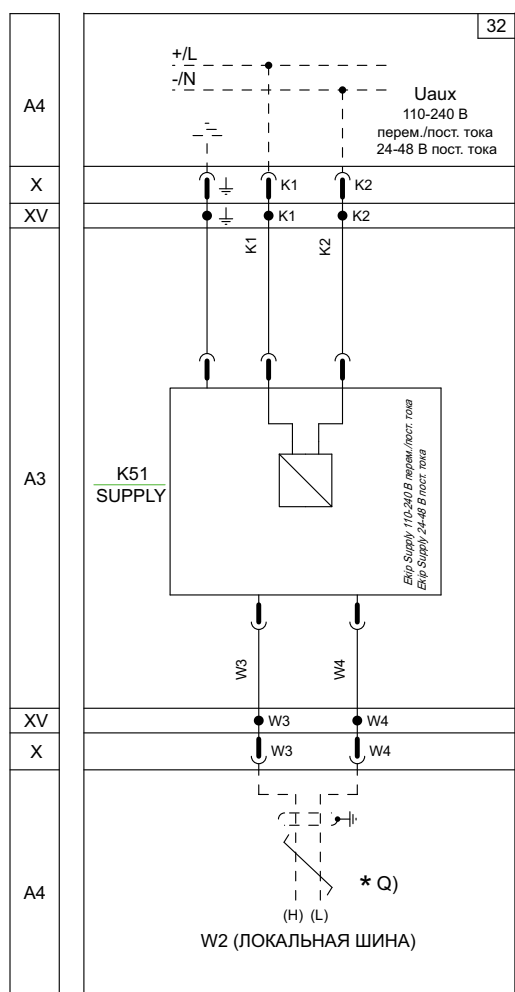 32
+/L
-/N
A4
Uaux
110-240 В
перем./пост. тока
24-48 В пост. тока
X
K1
K2
XV
K1
K2
K1
K2
A3
K51
SUPPLY
Ekip Supply 110-240 В перем./пост. тока
Ekip Supply 24-48 В пост. тока
W3
W4
XV
W3
W4
X
W3
W4
A4
* Q)
(H) (L)
W2 (ЛОКАЛЬНАЯ ШИНА)